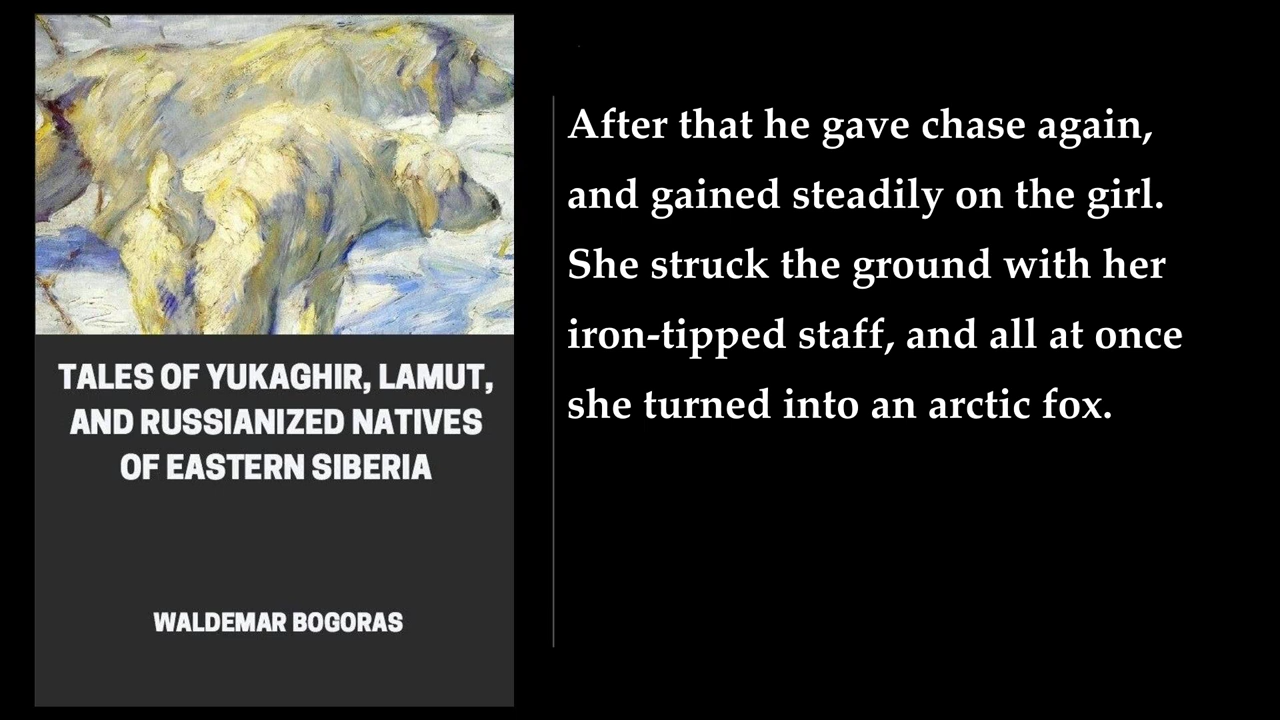 TALES OF YUKAGHIR, LAMUT,
AND RUSSIANIZED NATIVES
OF EASTERN SIBERIA
WALDEMAR BOGORAS
After that he gave chase again,
and gained steadily on the girl.
She struck the ground with her
iron-tipped staff, and all at once
she turned into an arctic fox.